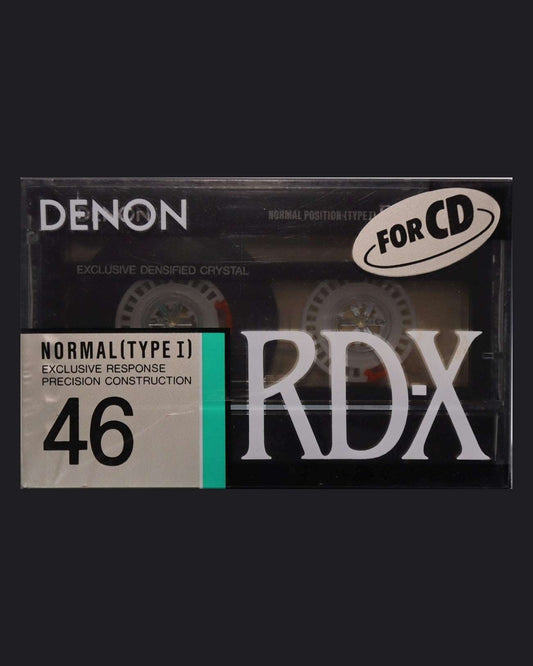 DENON
NORMAL POSITION (TYPE I)
FOR CD
EXCLUSIVE DENSIFIED CRYSTAL
NORMAL (TYPE I)
EXCLUSIVE RESPONSE
PRECISION CONSTRUCTION
46
RD-X